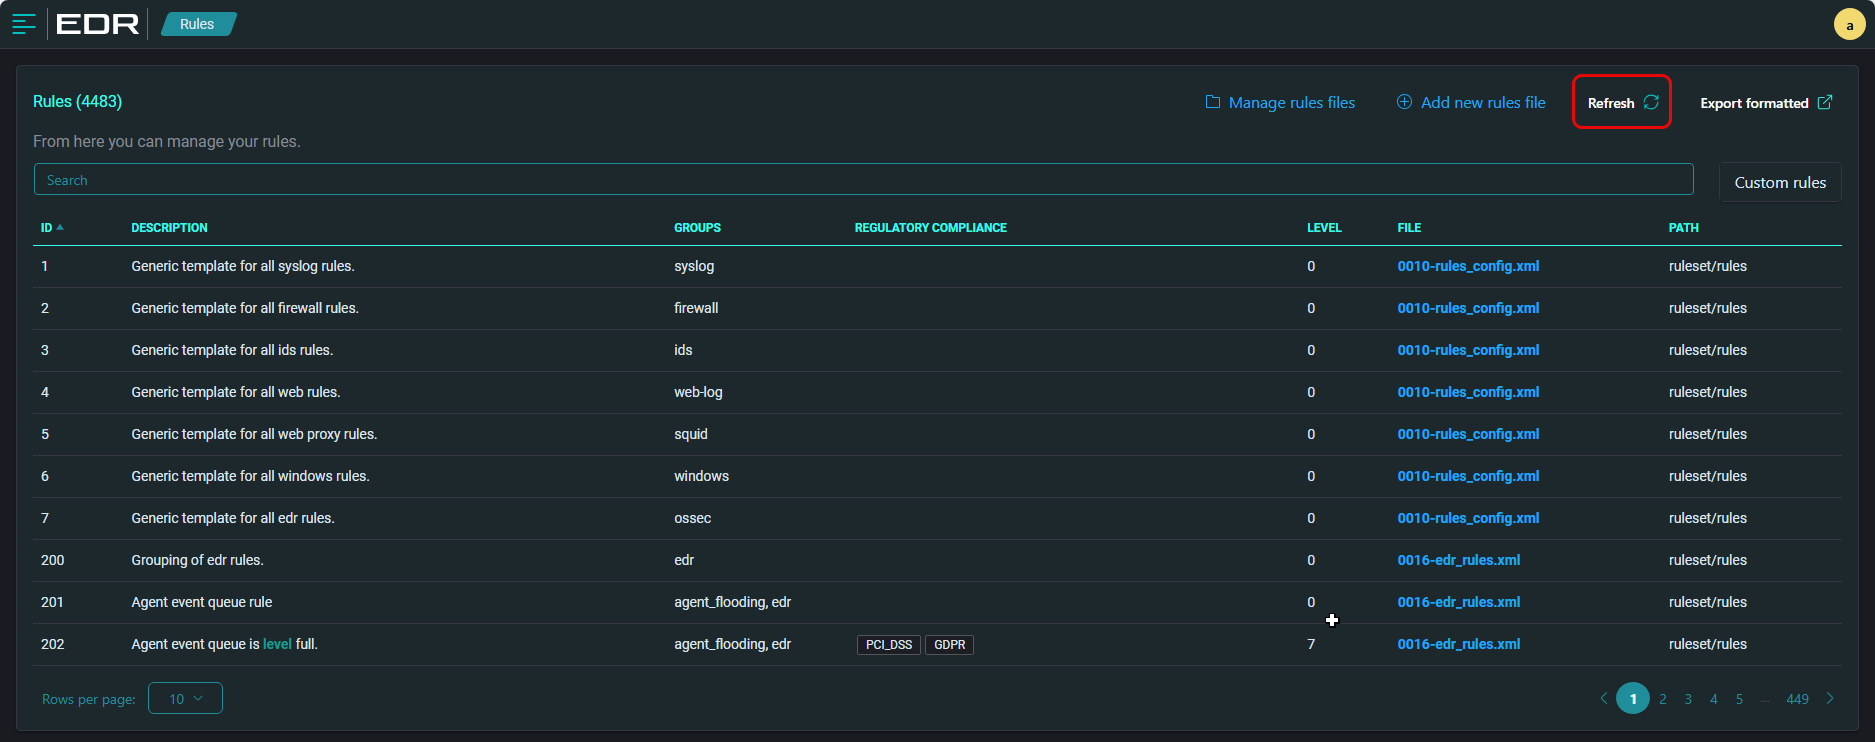 EDR Rules a
Rules (4483) Manage rules files Add new rules file Refresh Export formatted
From here you can manage your rules.
Search Custom rules
ID DESCRIPTION GROUPS REGULATORY COMPLIANCE LEVEL FILE PATH
1 Generic template for all syslog rules. syslog 0 0010-rules_config.xml ruleset/rules
2 Generic template for all firewall rules. firewall 0 0010-rules_config.xml ruleset/rules
3 Generic template for all ids rules. ids 0 0010-rules_config.xml ruleset/rules
4 Generic template for all web rules. web-log 0 0010-rules_config.xml ruleset/rules
5 Generic template for all web proxy rules. squid 0 0010-rules_config.xml ruleset/rules
6 Generic template for all windows rules. windows 0 0010-rules_config.xml ruleset/rules
7 Generic template for all edr rules. ossec 0 0010-rules_config.xml ruleset/rules
200 Grouping of edr rules. edr 0 0016-edr_rules.xml ruleset/rules
201 Agent event queue rule agent_flooding, edr 0 0016-edr_rules.xml ruleset/rules
202 Agent event queue is level full. agent_flooding, edr PCI_DSS GDPR 7 0016-edr_rules.xml ruleset/rules
Rows per page: 10 1 2 3 4 5 ... 449